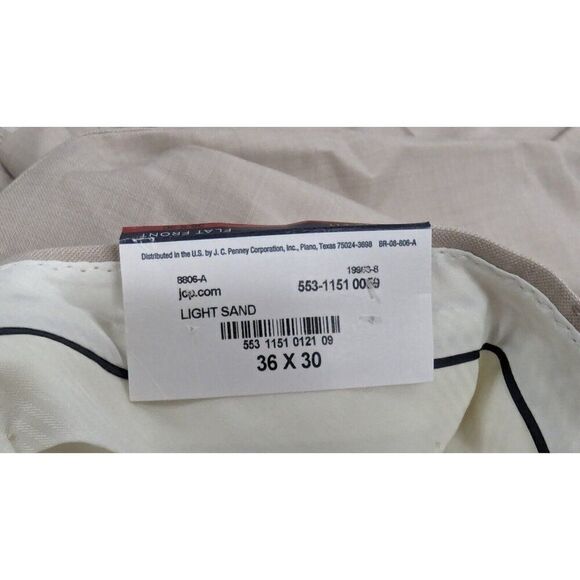 FLAT FRONT
Distributed in the U.S. by J. C. Penney Corporation, Inc., Plano, Texas 75024-3698 BR-08-806-A
8806-A
jcp.com 553-1151
LIGHT SAND
553 1151 0121 09
36 X 30